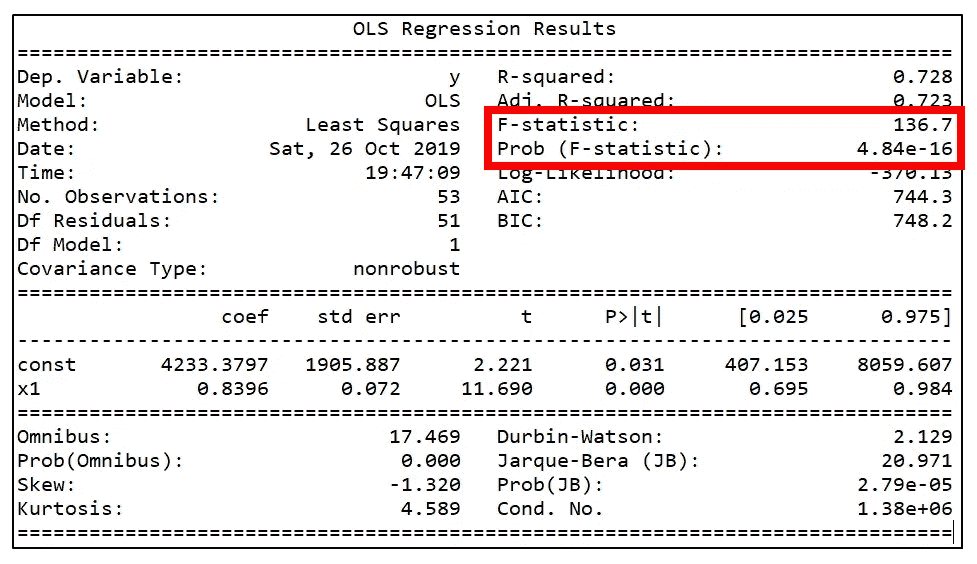 OLS Regression Results
==============================================================================
Dep. Variable: y R-squared: 0.728
Model: OLS Adj. R-squared: 0.723
Method: Least Squares F-statistic: 136.7
Date: Sat, 26 Oct 2019 Prob (F-statistic): 4.84e-16
Time: 19:47:09 Log-Likelihood: -370.13
No. Observations: 53 AIC: 744.3
Df Residuals: 51 BIC: 748.2
Df Model: 1
Covariance Type: nonrobust
==============================================================================
coef std err t P>|t| [0.025 0.975]
------------------------------------------------------------------------------
const 4233.3797 1905.887 2.221 0.031 407.153 8059.607
x1 0.8396 0.072 11.690 0.000 0.695 0.984
==============================================================================
Omnibus: 17.469 Durbin-Watson: 2.129
Prob(Omnibus): 0.000 Jarque-Bera (JB): 20.971
Skew: -1.320 Prob(JB): 2.79e-05
Kurtosis: 4.589 Cond. No. 1.38e+06
==============================================================================